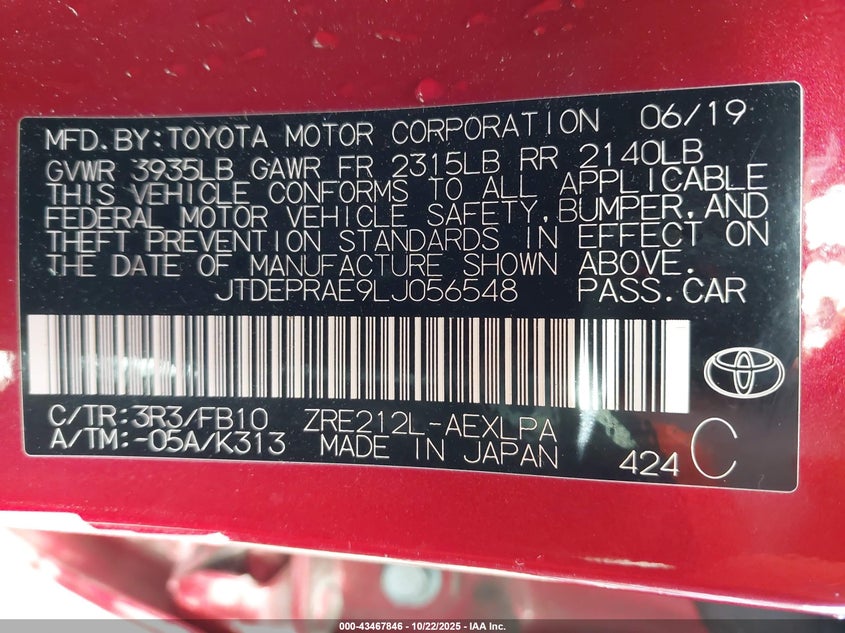 MFD.BY:TOYOTA MOTOR CORPORATION 06/19
GVWR 3935LB GAWR FR 2315LB RR 2140LB
THIS VEHICLE CONFORMS TO ALL APPLICABLE
FEDERAL MOTOR VEHICLE SAFETY,BUMPER,AND
THEFT PREVENTION STANDARDS IN EFFECT ON
THE DATE OF MANUFACTURE SHOWN ABOVE.
JTDEPRAE9LJ056548 PASS.CAR
C/TR:3R3/FB10 ZRE212L-AEXLPA
A/TM:-05A/K313 MADE IN JAPAN 424 C
000-43467846 - 10/22/2025 - IAA Inc.